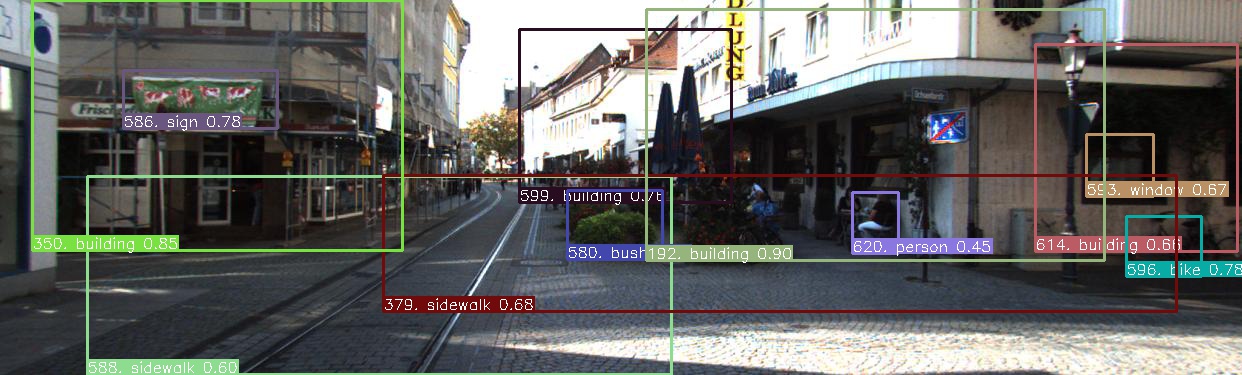 DLUNG
Frisch
586. sign 0.78
350. building 0.85
599. building 0.76
580. bush
192. building 0.90
620. person 0.45
593. window 0.67
614. building 0.66
596. bike 0.78
379. sidewalk 0.68
588. sidewalk 0.60